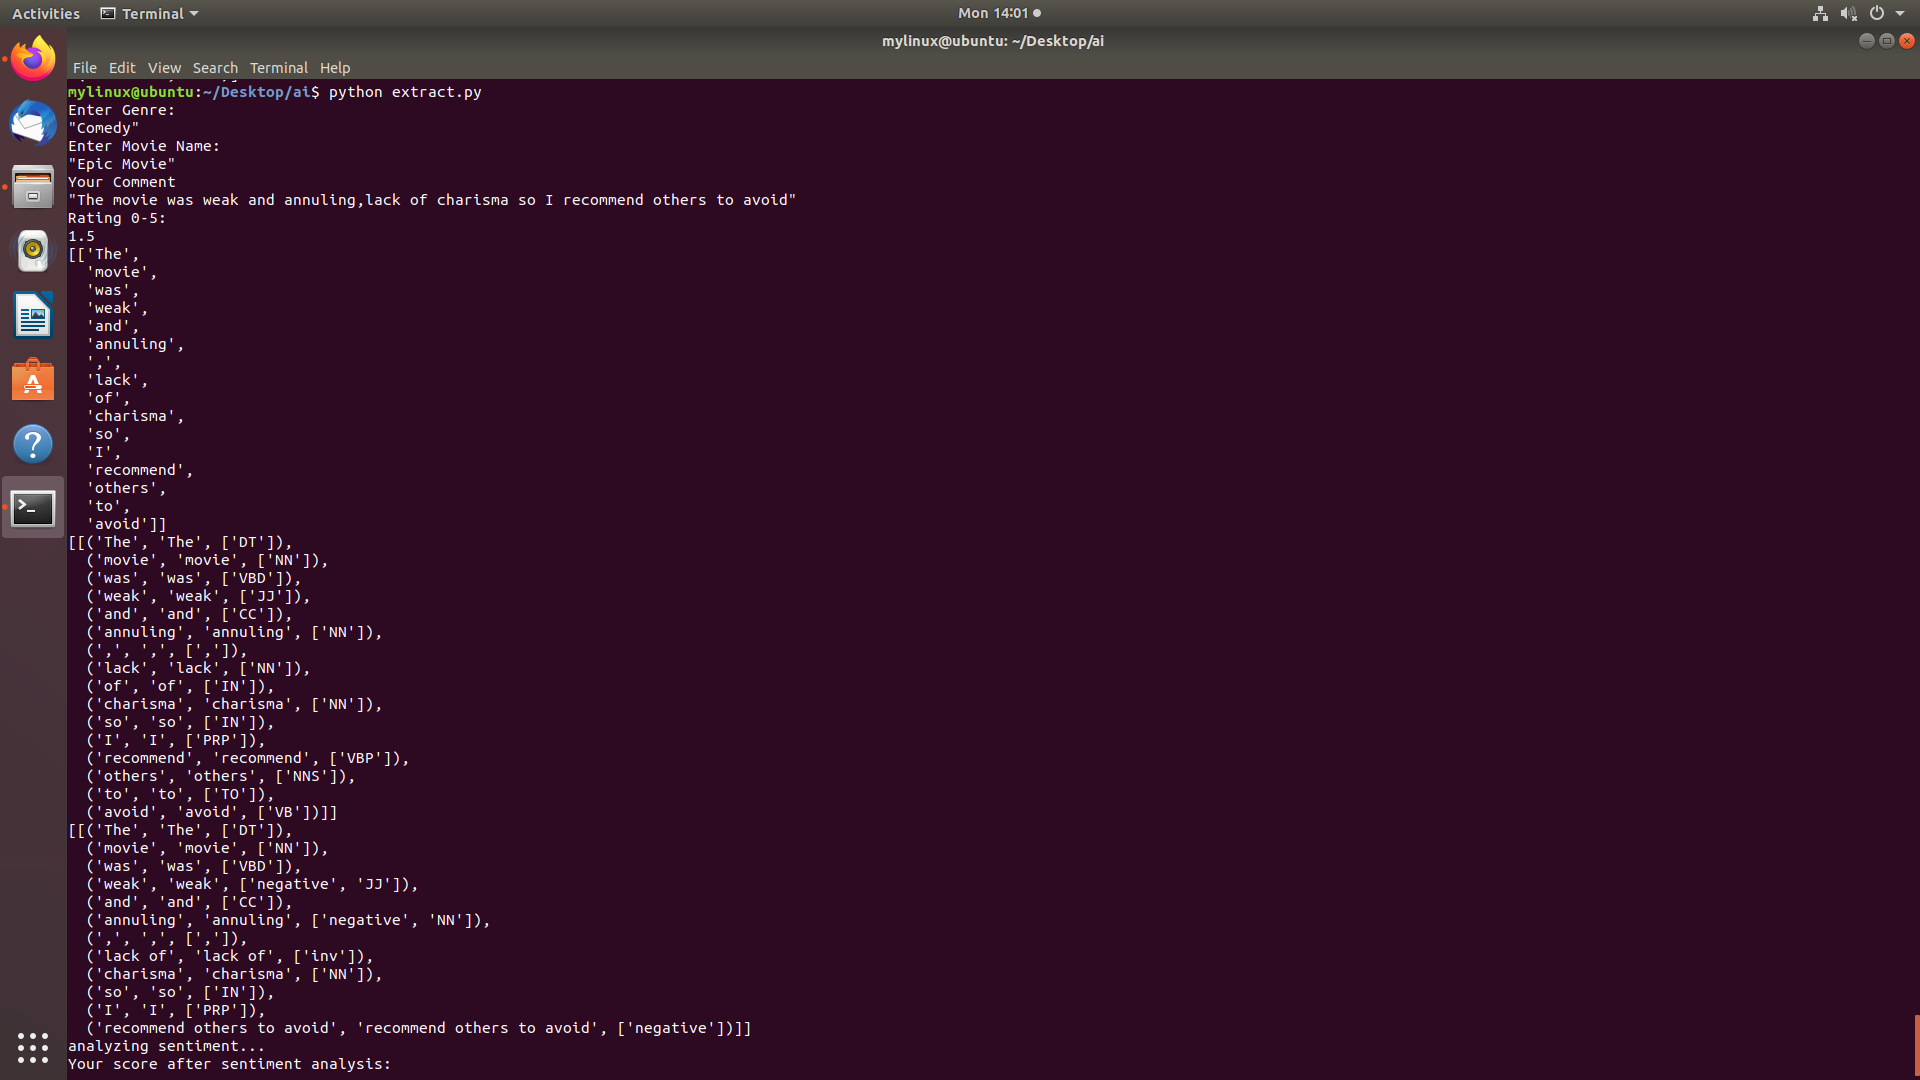 Activities Terminal Mon 14:01
mylinux@ubuntu: ~/Desktop/ai
File Edit View Search Terminal Help
mylinux@ubuntu:~/Desktop/ai$ python extract.py
Enter Genre:
"Comedy"
Enter Movie Name:
"Epic Movie"
Your Comment
"The movie was weak and annuling,lack of charisma so I recommend others to avoid"
Rating 0-5:
1.5
[['The',
'movie',
'was',
'weak',
'and',
'annuling',
',',
'lack',
'of',
'charisma',
'so',
'I',
'recommend',
'others',
'to',
'avoid']]
[[('The', 'The', ['DT']),
('movie', 'movie', ['NN']),
('was', 'was', ['VBD']),
('weak', 'weak', ['JJ']),
('and', 'and', ['CC']),
('annuling', 'annuling', ['NN']),
(',', ',', [',']),
('lack', 'lack', ['NN']),
('of', 'of', ['IN']),
('charisma', 'charisma', ['NN']),
('so', 'so', ['IN']),
('I', 'I', ['PRP']),
('recommend', 'recommend', ['VBP']),
('others', 'others', ['NNS']),
('to', 'to', ['TO']),
('avoid', 'avoid', ['VB'])]]
[[('The', 'The', ['DT']),
('movie', 'movie', ['NN']),
('was', 'was', ['VBD']),
('weak', 'weak', ['negative', 'JJ']),
('and', 'and', ['CC']),
('annuling', 'annuling', ['negative', 'NN']),
(',', ',', [',']),
('lack of', 'lack of', ['inv']),
('charisma', 'charisma', ['NN']),
('so', 'so', ['IN']),
('I', 'I', ['PRP']),
('recommend others to avoid', 'recommend others to avoid', ['negative'])]]
analyzing sentiment...
Your score after sentiment analysis: